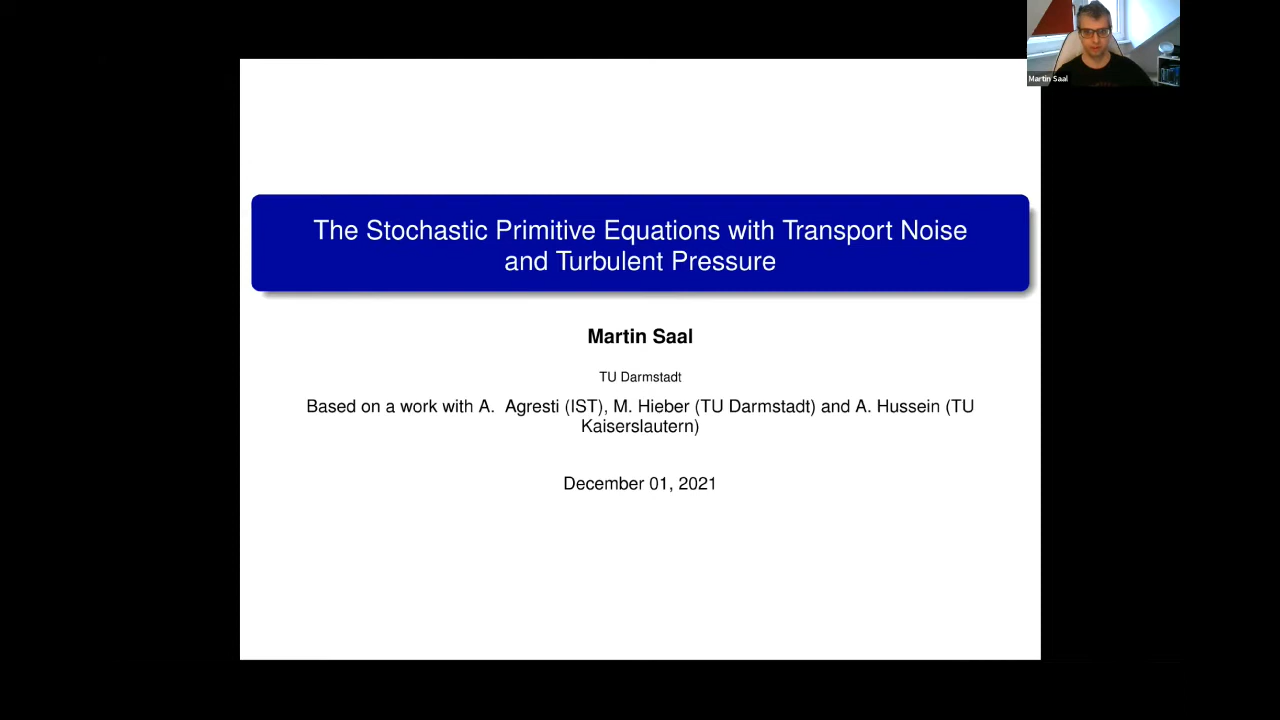 Martin Saal
The Stochastic Primitive Equations with Transport Noise
and Turbulent Pressure
Martin Saal
TU Darmstadt
Based on a work with A. Agresti (IST), M. Hieber (TU Darmstadt) and A. Hussein (TU
Kaiserslautern)
December 01, 2021